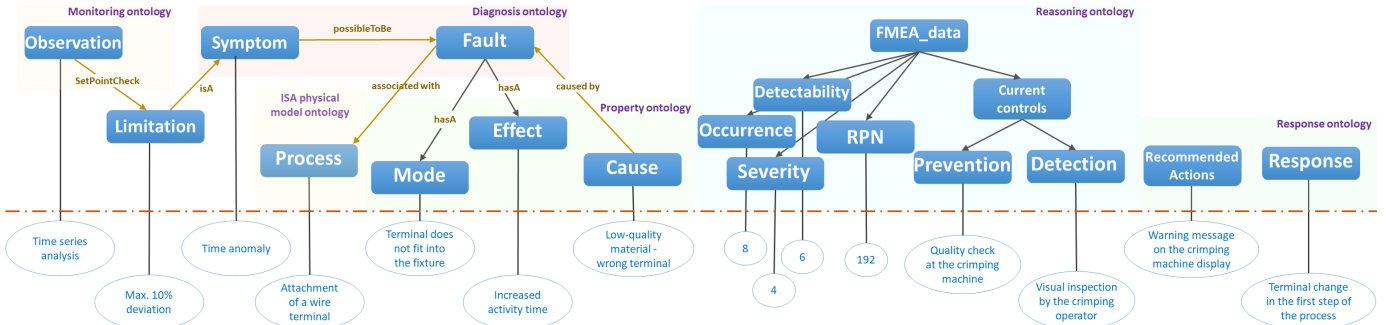 Monitoring ontology
Diagnosis ontology
Reasoning ontology
Observation
Symptom
possibleToBe
Fault
FMEA_data
SetPointCheck
isA
associated with
hasA
caused by
Detectability
Current
controls
ISA physical
model ontology
Property ontology
Limitation
hasA
Effect
Occurrence
RPN
Response ontology
Process
Mode
Cause
Severity
Prevention
Detection
Recommended
Actions
Response
Time series
analysis
Time anomaly
Terminal does
not fit into
the fixture
Low-quality
material -
wrong terminal
8
6
192
Quality check
at the crimping
machine
Warning message
on the crimping
machine display
Max. 10%
deviation
Attachment
of a wire
terminal
Increased
activity time
4
Visual inspection
by the crimping
operator
Terminal change
in the first step of
the process